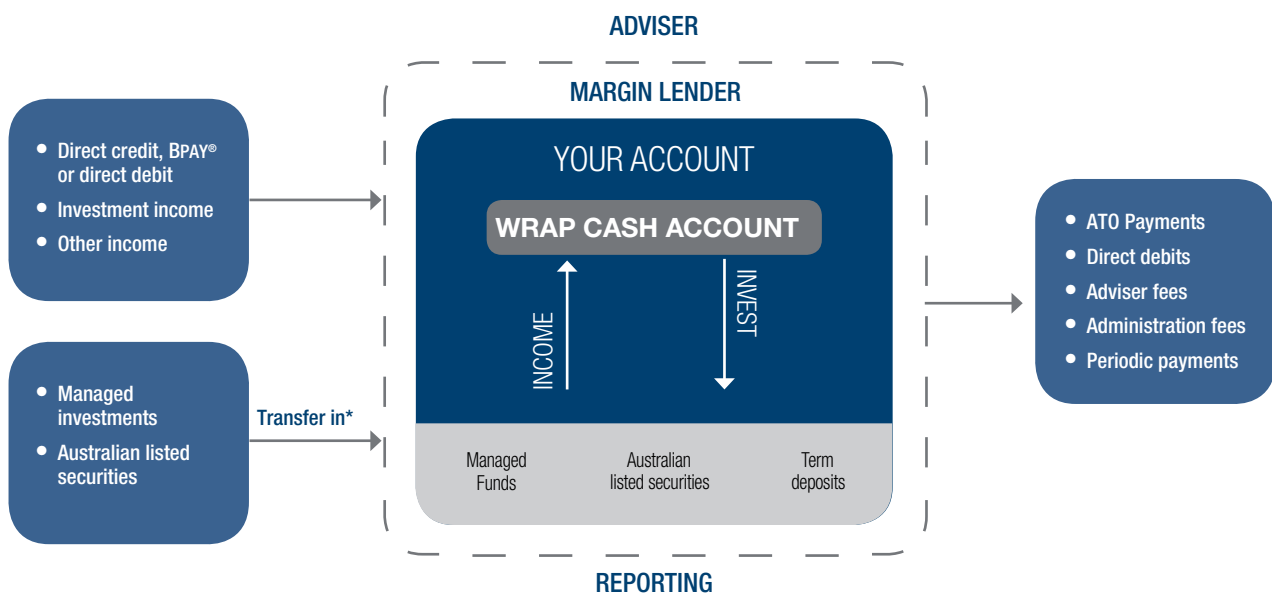 ADVISER
MARGIN LENDER
• Direct credit, BPAY®
or direct debit
• Investment income
• Other income
YOUR ACCOUNT
WRAP CASH ACCOUNT
INCOME
INVEST
• ATO Payments
• Direct debits
• Adviser fees
• Administration fees
• Periodic payments
• Managed
investments
• Australian listed
securities
Transfer in*
Managed
Funds
Australian
listed securities
Term
deposits
REPORTING